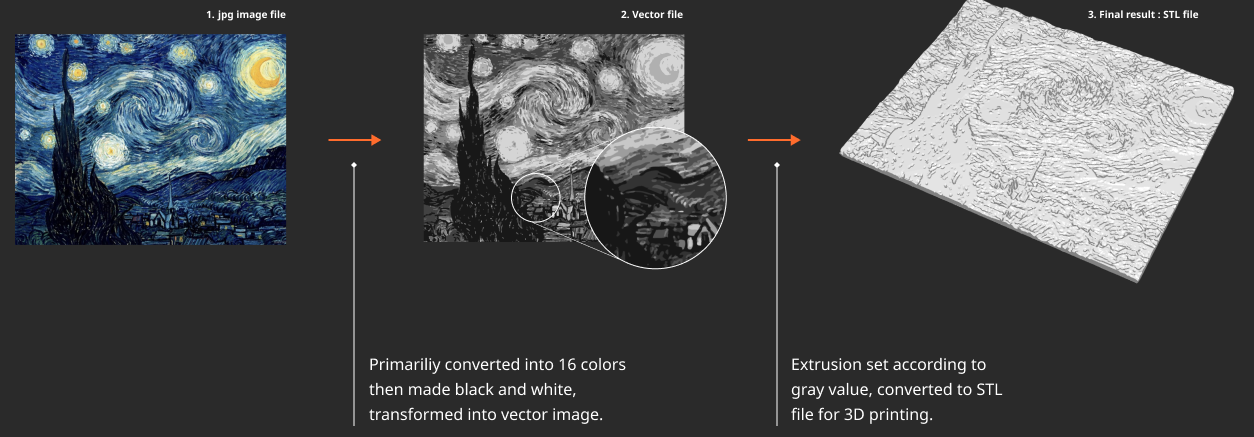 1. jpg image file
2. Vector file
3. Final result : STL file
Primariliy converted into 16 colors
then made black and white,
transformed into vector image.
Extrusion set according to
gray value, converted to STL
file for 3D printing.